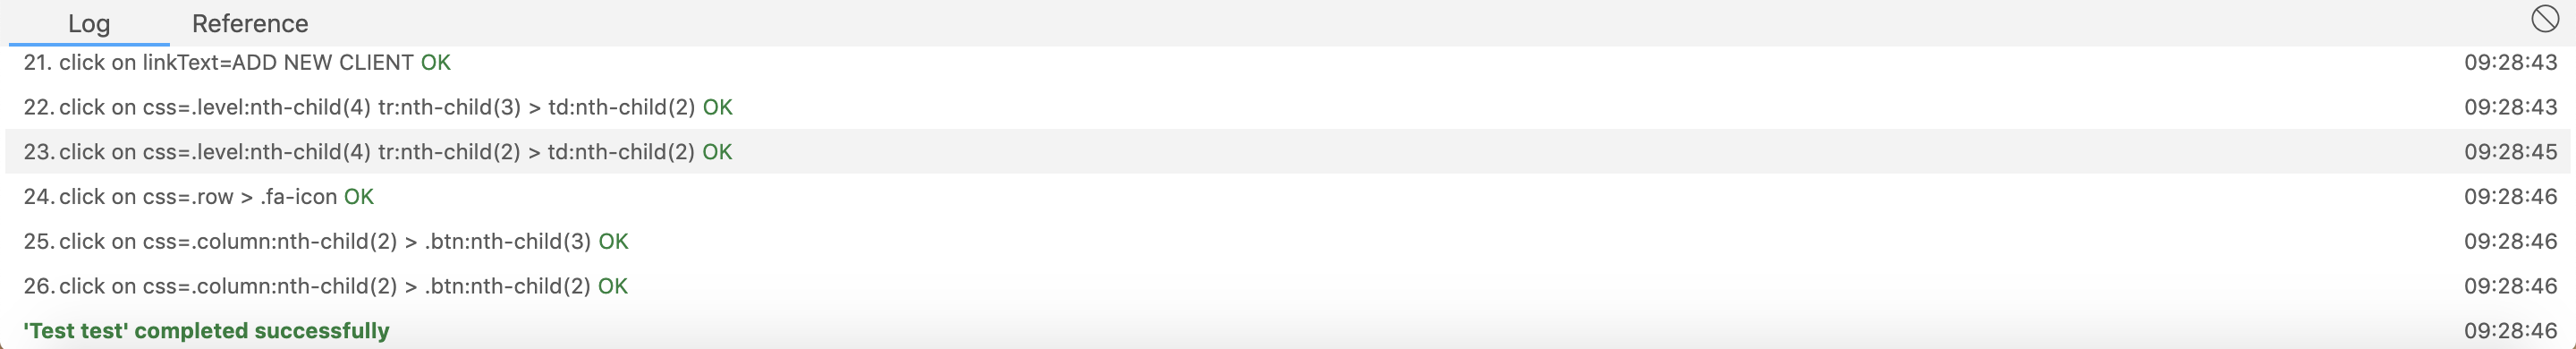 Log Reference
21. click on linkText=ADD NEW CLIENT OK 09:28:43
22. click on css=.level:nth-child(4) tr:nth-child(3) > td:nth-child(2) OK 09:28:43
23. click on css=.level:nth-child(4) tr:nth-child(2) > td:nth-child(2) OK 09:28:45
24. click on css=.row > .fa-icon OK 09:28:46
25. click on css=.column:nth-child(2) > .btn:nth-child(3) OK 09:28:46
26. click on css=.column:nth-child(2) > .btn:nth-child(2) OK 09:28:46
'Test test' completed successfully 09:28:46